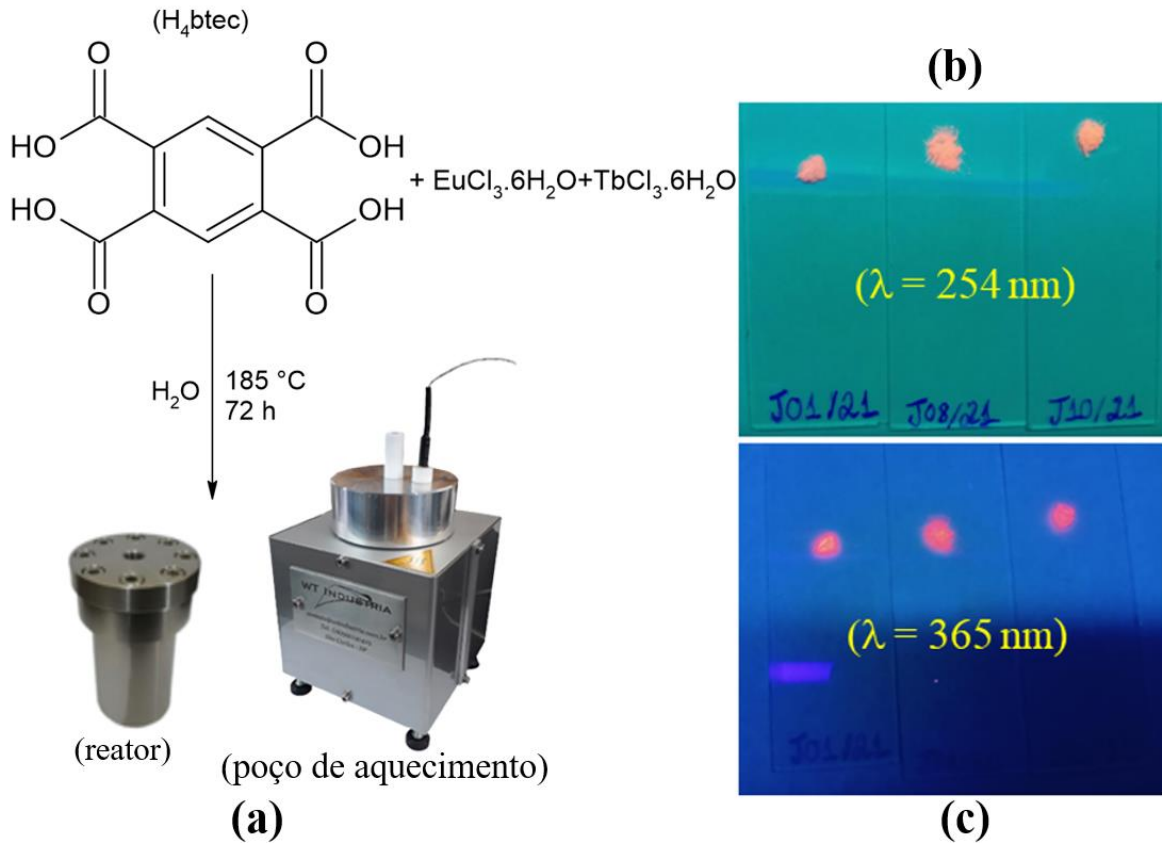 (H₄btec)
O
O
HO
OH
HO
OH
O
O
+ EuCl₃.6H₂O+TbCl₃.6H₂O
H₂O
185 °C
72 h
WT INDUSTRIA
(reator)
(poço de aquecimento)
(a)
(b)
(λ = 254 nm)
J01/21
J08/21
J10/21
(λ = 365 nm)
J01/21
(c)